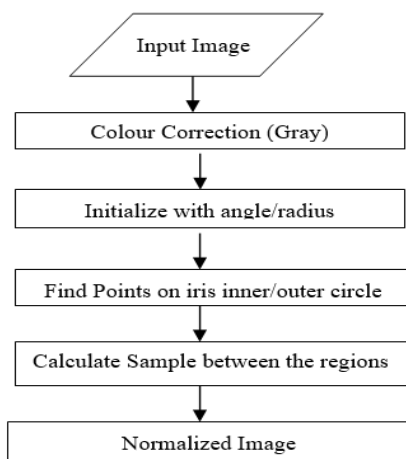 Input Image
Colour Correction (Gray)
Initialize with angle/radius
Find Points on iris inner/outer circle
Calculate Sample between the regions
Normalized Image